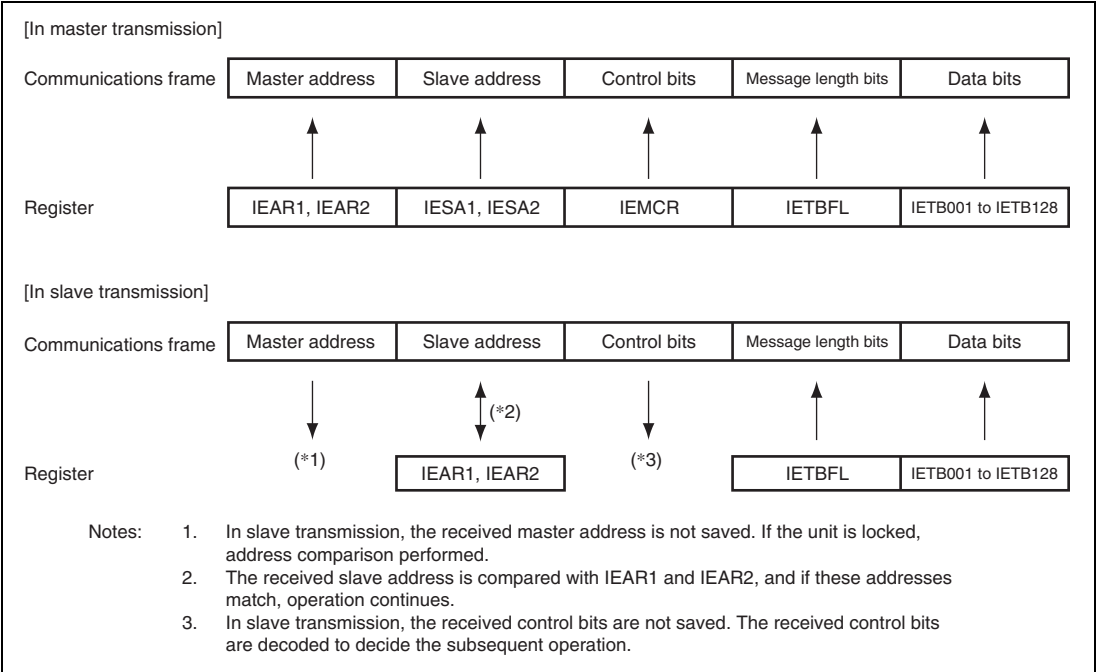 [In master transmission]
Communications frame Master address Slave address Control bits Message length bits Data bits
Register IEAR1, IEAR2 IESA1, IESA2 IEMCR IETBFL IETB001 to IETB128
[In slave transmission]
Communications frame Master address Slave address Control bits Message length bits Data bits
(*2)
(*1) (*3)
Register IEAR1, IEAR2 IETBFL IETB001 to IETB128
Notes: 1. In slave transmission, the received master address is not saved. If the unit is locked,
address comparison performed.
2. The received slave address is compared with IEAR1 and IEAR2, and if these addresses
match, operation continues.
3. In slave transmission, the received control bits are not saved. The received control bits
are decoded to decide the subsequent operation.